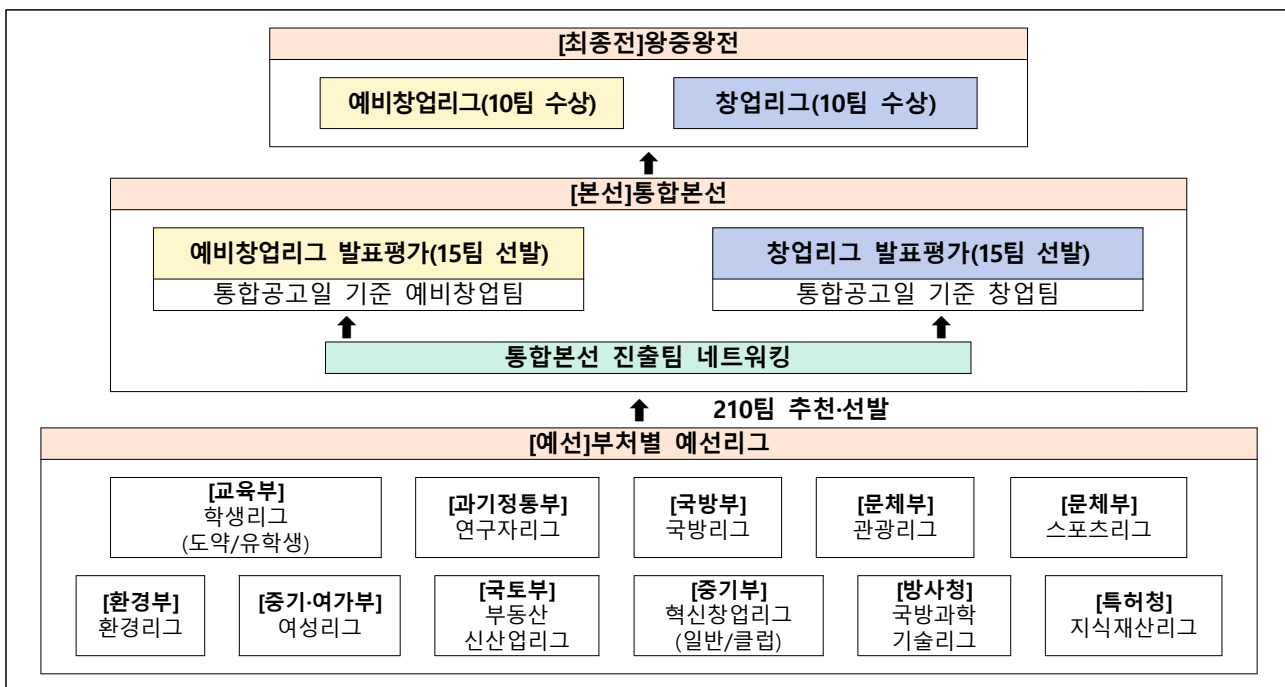 [최종전]왕중왕전
예비창업리그(10팀 수상)
창업리그(10팀 수상)
[본선]통합본선
예비창업리그 발표평가(15팀 선발)
통합공고일 기준 예비창업팀
창업리그 발표평가(15팀 선발)
통합공고일 기준 창업팀
통합본선 진출팀 네트워킹
210팀 추천·선발
[예선]부처별 예선리그
[교육부]
학생리그
(도약/유학생)
[과기정통부]
연구자리그
[국방부]
국방리그
[문체부]
관광리그
[문체부]
스포츠리그
[환경부]
환경리그
[중기·여가부]
여성리그
[국토부]
부동산
신산업리그
[중기부]
혁신창업리그
(일반/클럽)
[방사청]
국방과학
기술리그
[특허청]
지식재산리그